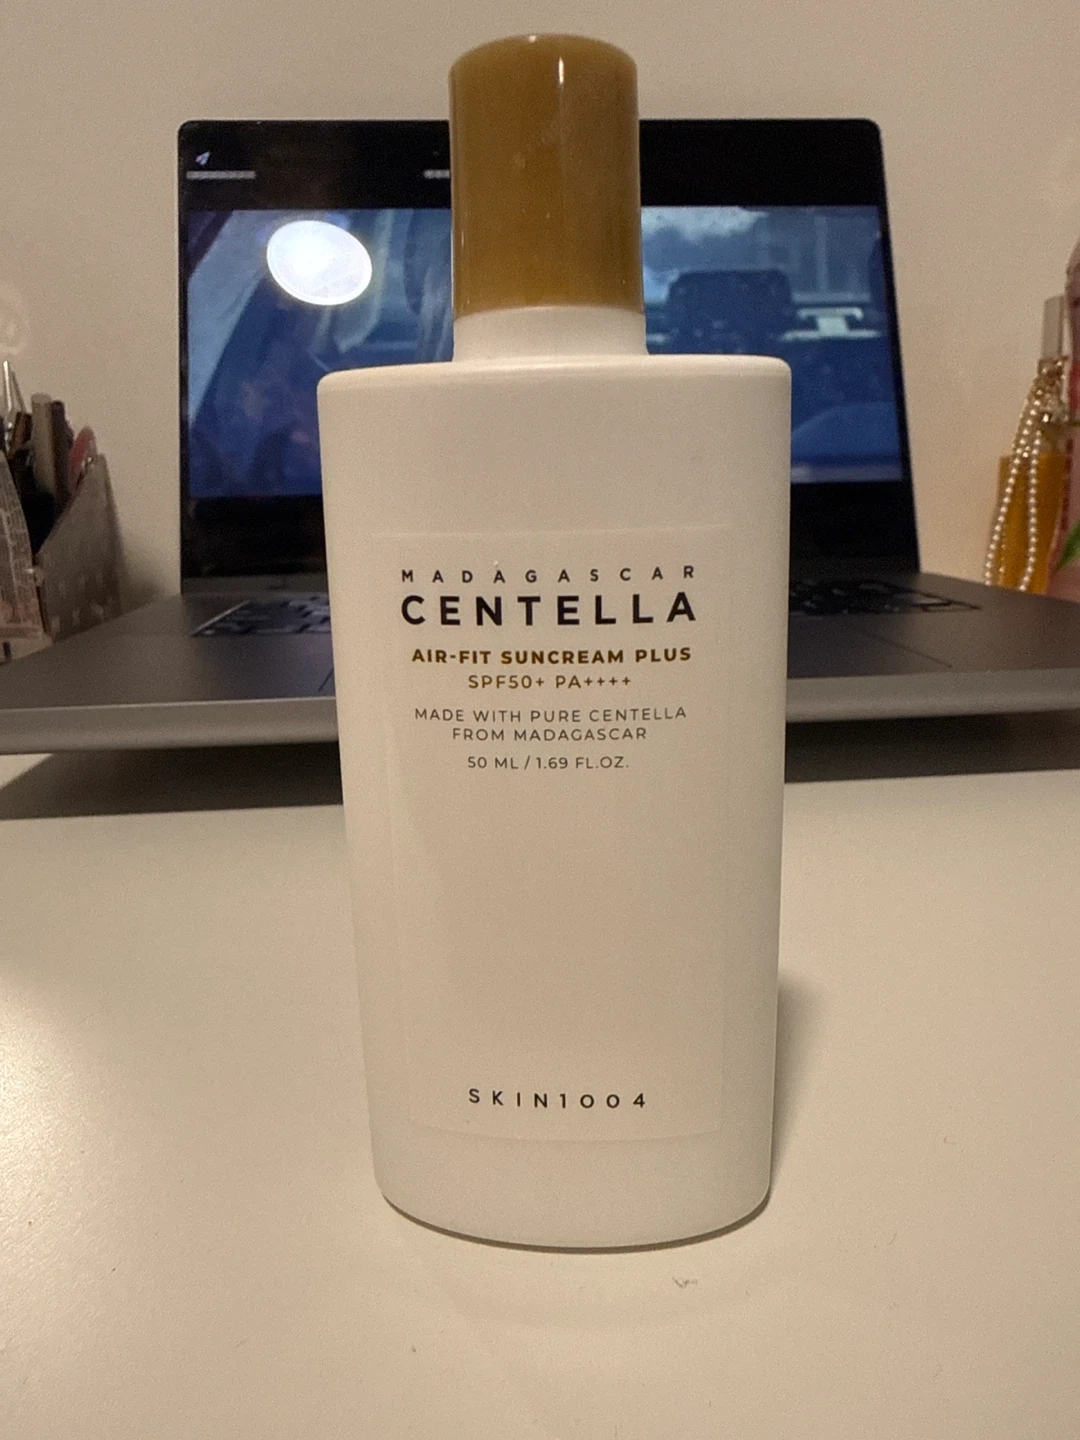 MADAGASCAR
CENTELLA
AIR-FIT SUNCREAM PLUS
SPF50+ PA++++
MADE WITH PURE CENTELLA
FROM MADAGASCAR
50 ML / 1.69 FL.OZ.
SKIN1004